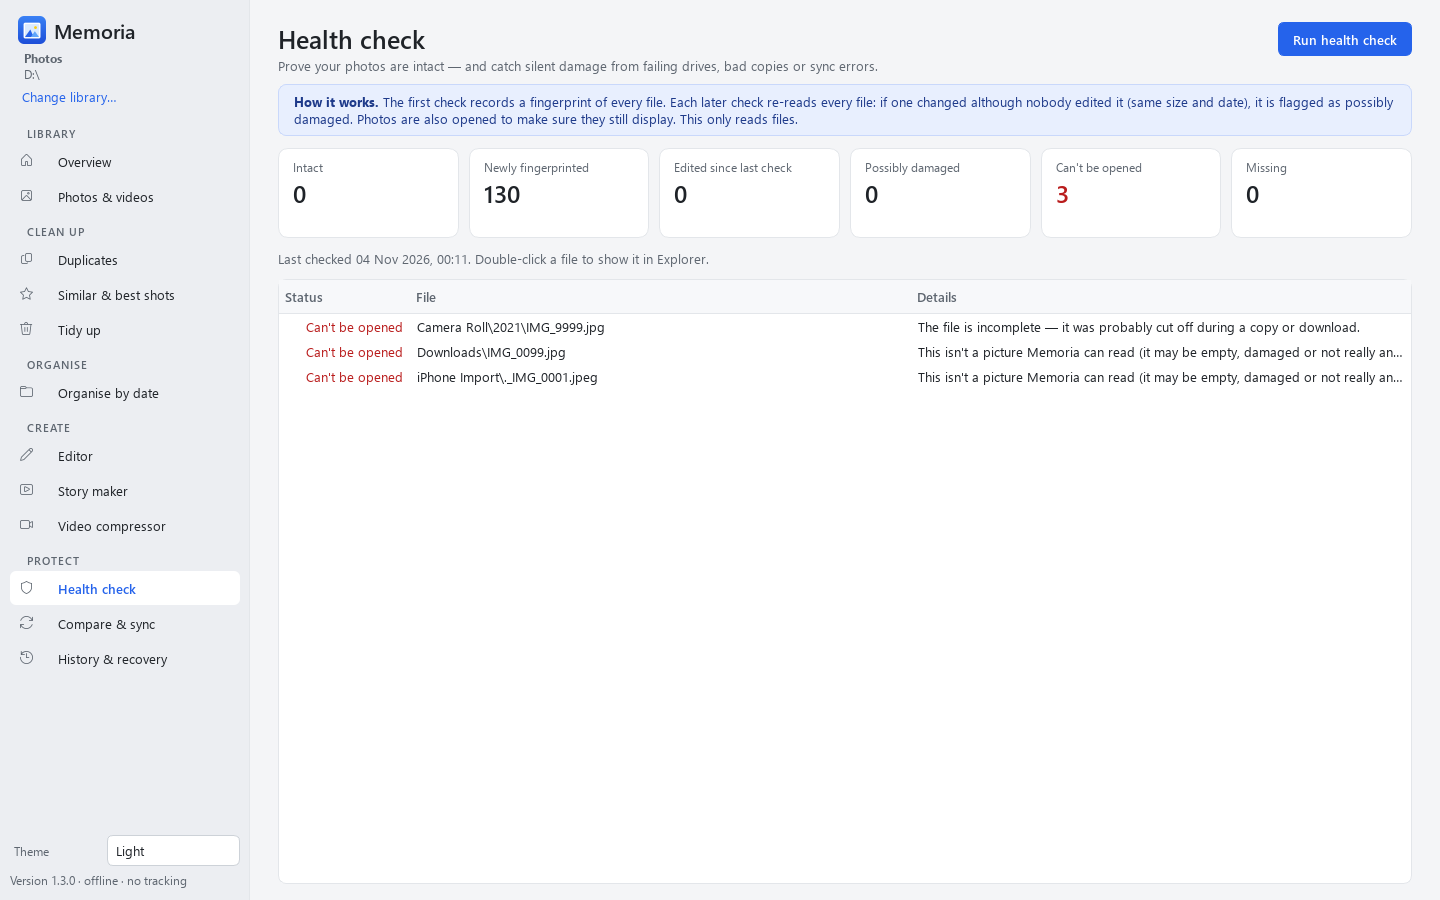 Memoria
Photos
D:\
Change library...
LIBRARY
Overview
Photos & videos
CLEAN UP
Duplicates
Similar & best shots
Tidy up
ORGANISE
Organise by date
CREATE
Editor
Story maker
Video compressor
PROTECT
Health check
Compare & sync
History & recovery
Theme
Light
Version 1.3.0 · offline · no tracking
Health check
Run health check
Prove your photos are intact — and catch silent damage from failing drives, bad copies or sync errors.
How it works. The first check records a fingerprint of every file. Each later check re-reads every file: if one changed although nobody edited it (same size and date), it is flagged as possibly
damaged. Photos are also opened to make sure they still display. This only reads files.
Intact
0
Newly fingerprinted
130
Edited since last check
0
Possibly damaged
0
Can't be opened
3
Missing
0
Last checked 04 Nov 2026, 00:11. Double-click a file to show it in Explorer.
Status File Details
Can't be opened Camera Roll\2021\IMG_9999.jpg The file is incomplete — it was probably cut off during a copy or download.
Can't be opened Downloads\IMG_0099.jpg This isn't a picture Memoria can read (it may be empty, damaged or not really an...
Can't be opened iPhone Import\._IMG_0001.jpeg This isn't a picture Memoria can read (it may be empty, damaged or not really an...